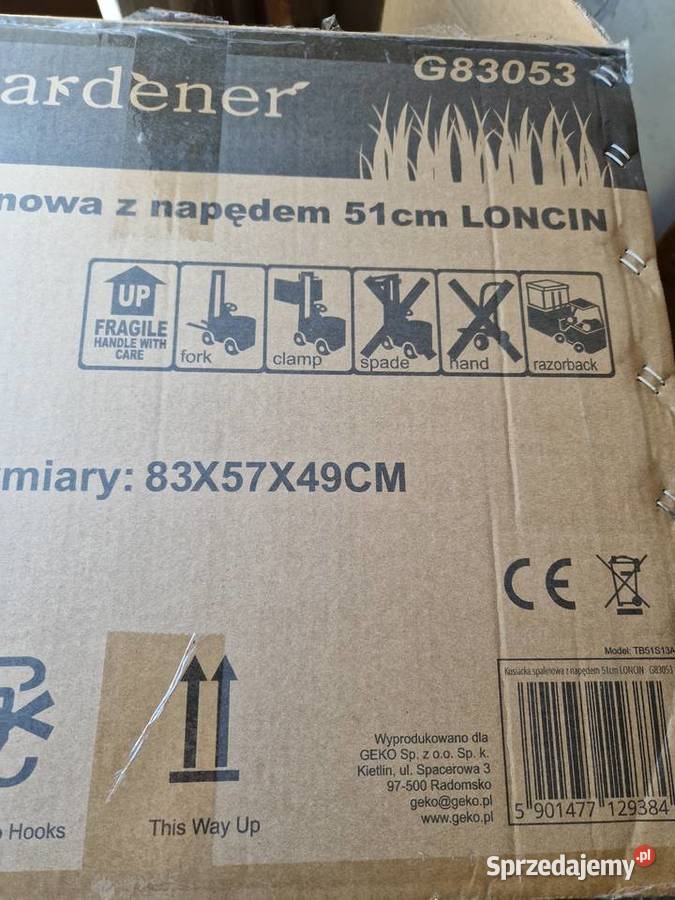 ardener
G83053
nowa z napędem 51cm LONCIN
UP
FRAGILE
HANDLE WITH
CARE
fork
clamp
spade
hand
razorback
miary: 83X57X49CM
CE
Model: TB51S13A
Kosiarka spalinowa z napędem 51cm LONCIN G83053
Wyprodukowano dla
GEKO Sp. z o.o. Sp. k.
Kietlin, ul. Spacerowa 3
97-500 Radomsko
geko@geko.pl
www.geko.pl
5 901477 129384
o Hooks
This Way Up
Sprzedajemy.pl